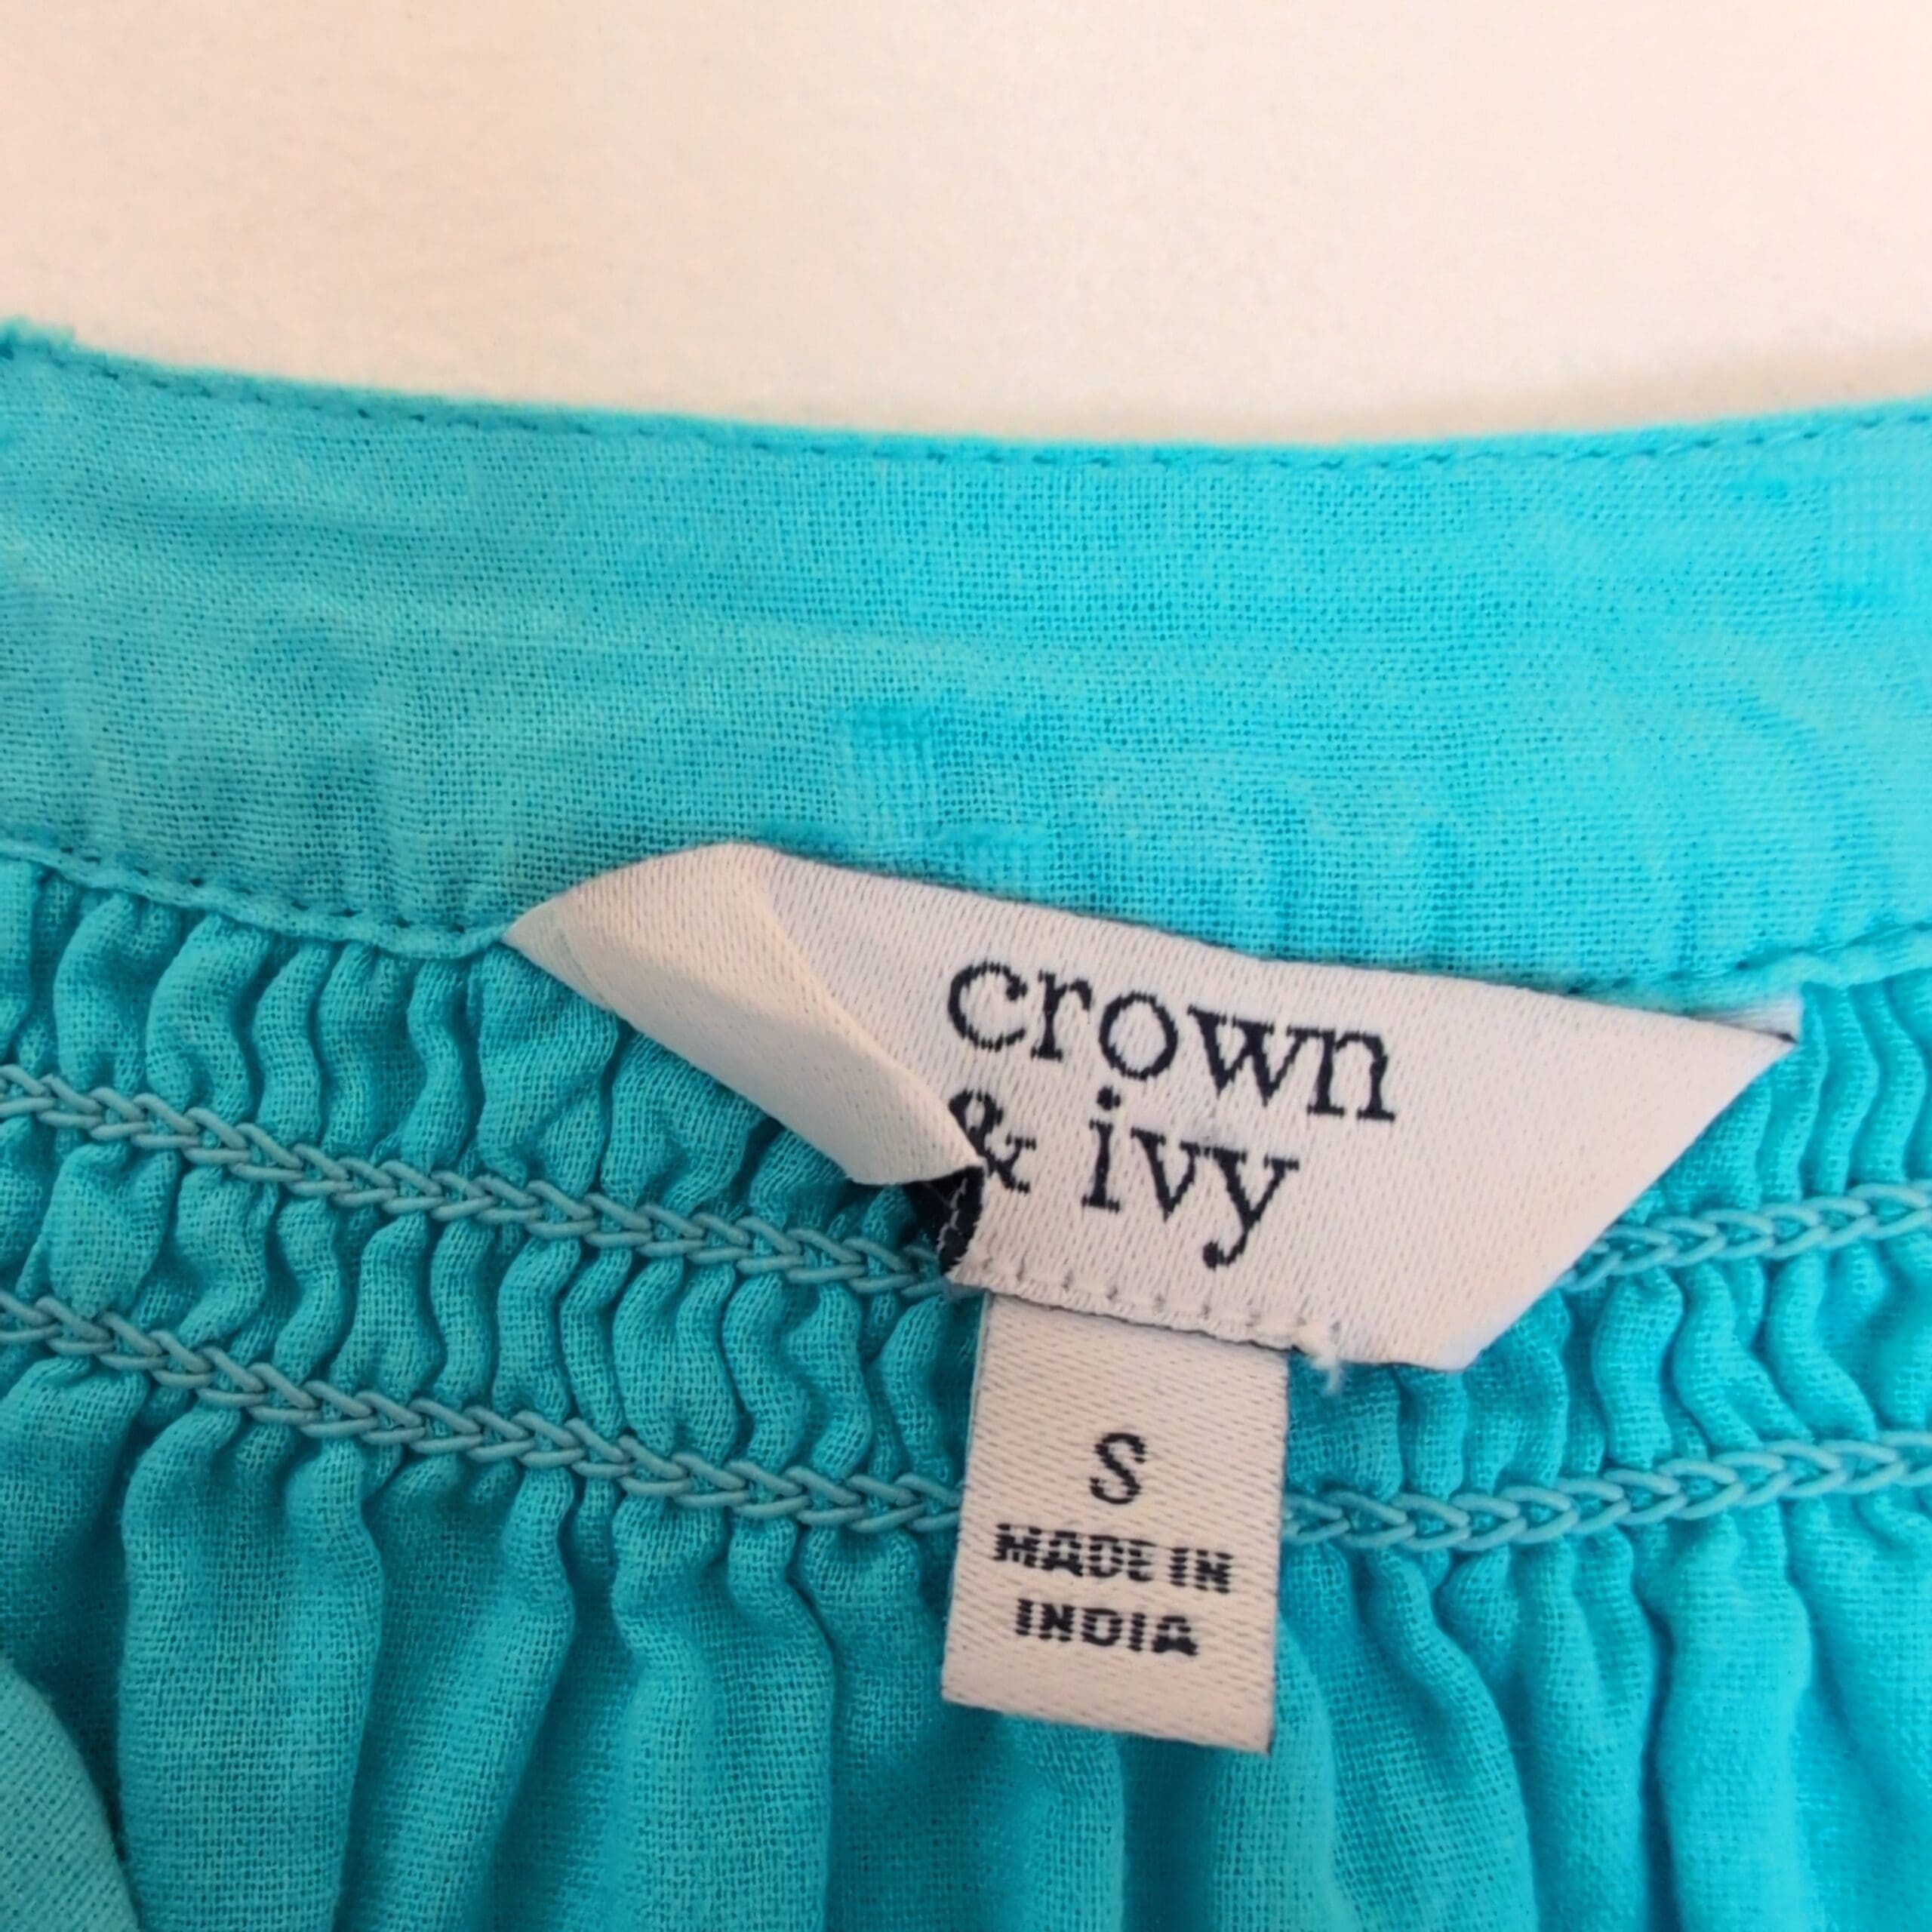 crown
& ivy
S
MADE IN
INDIA